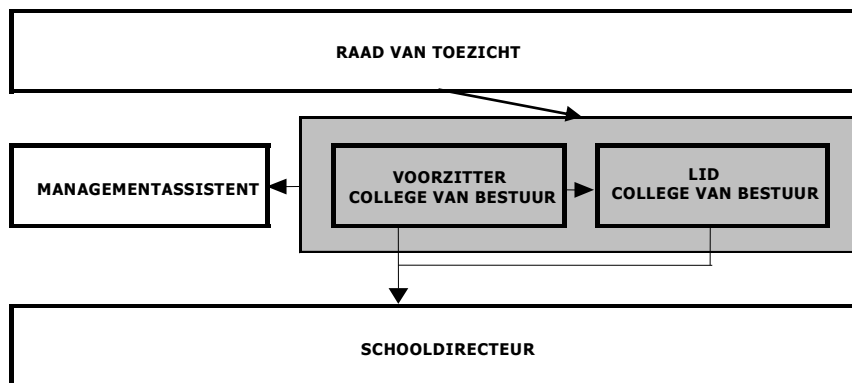 RAAD VAN TOEZICHT
MANAGEMENTASSISTENT
VOORZITTER
COLLEGE VAN BESTUUR
LID
COLLEGE VAN BESTUUR
SCHOOLDIRECTEUR